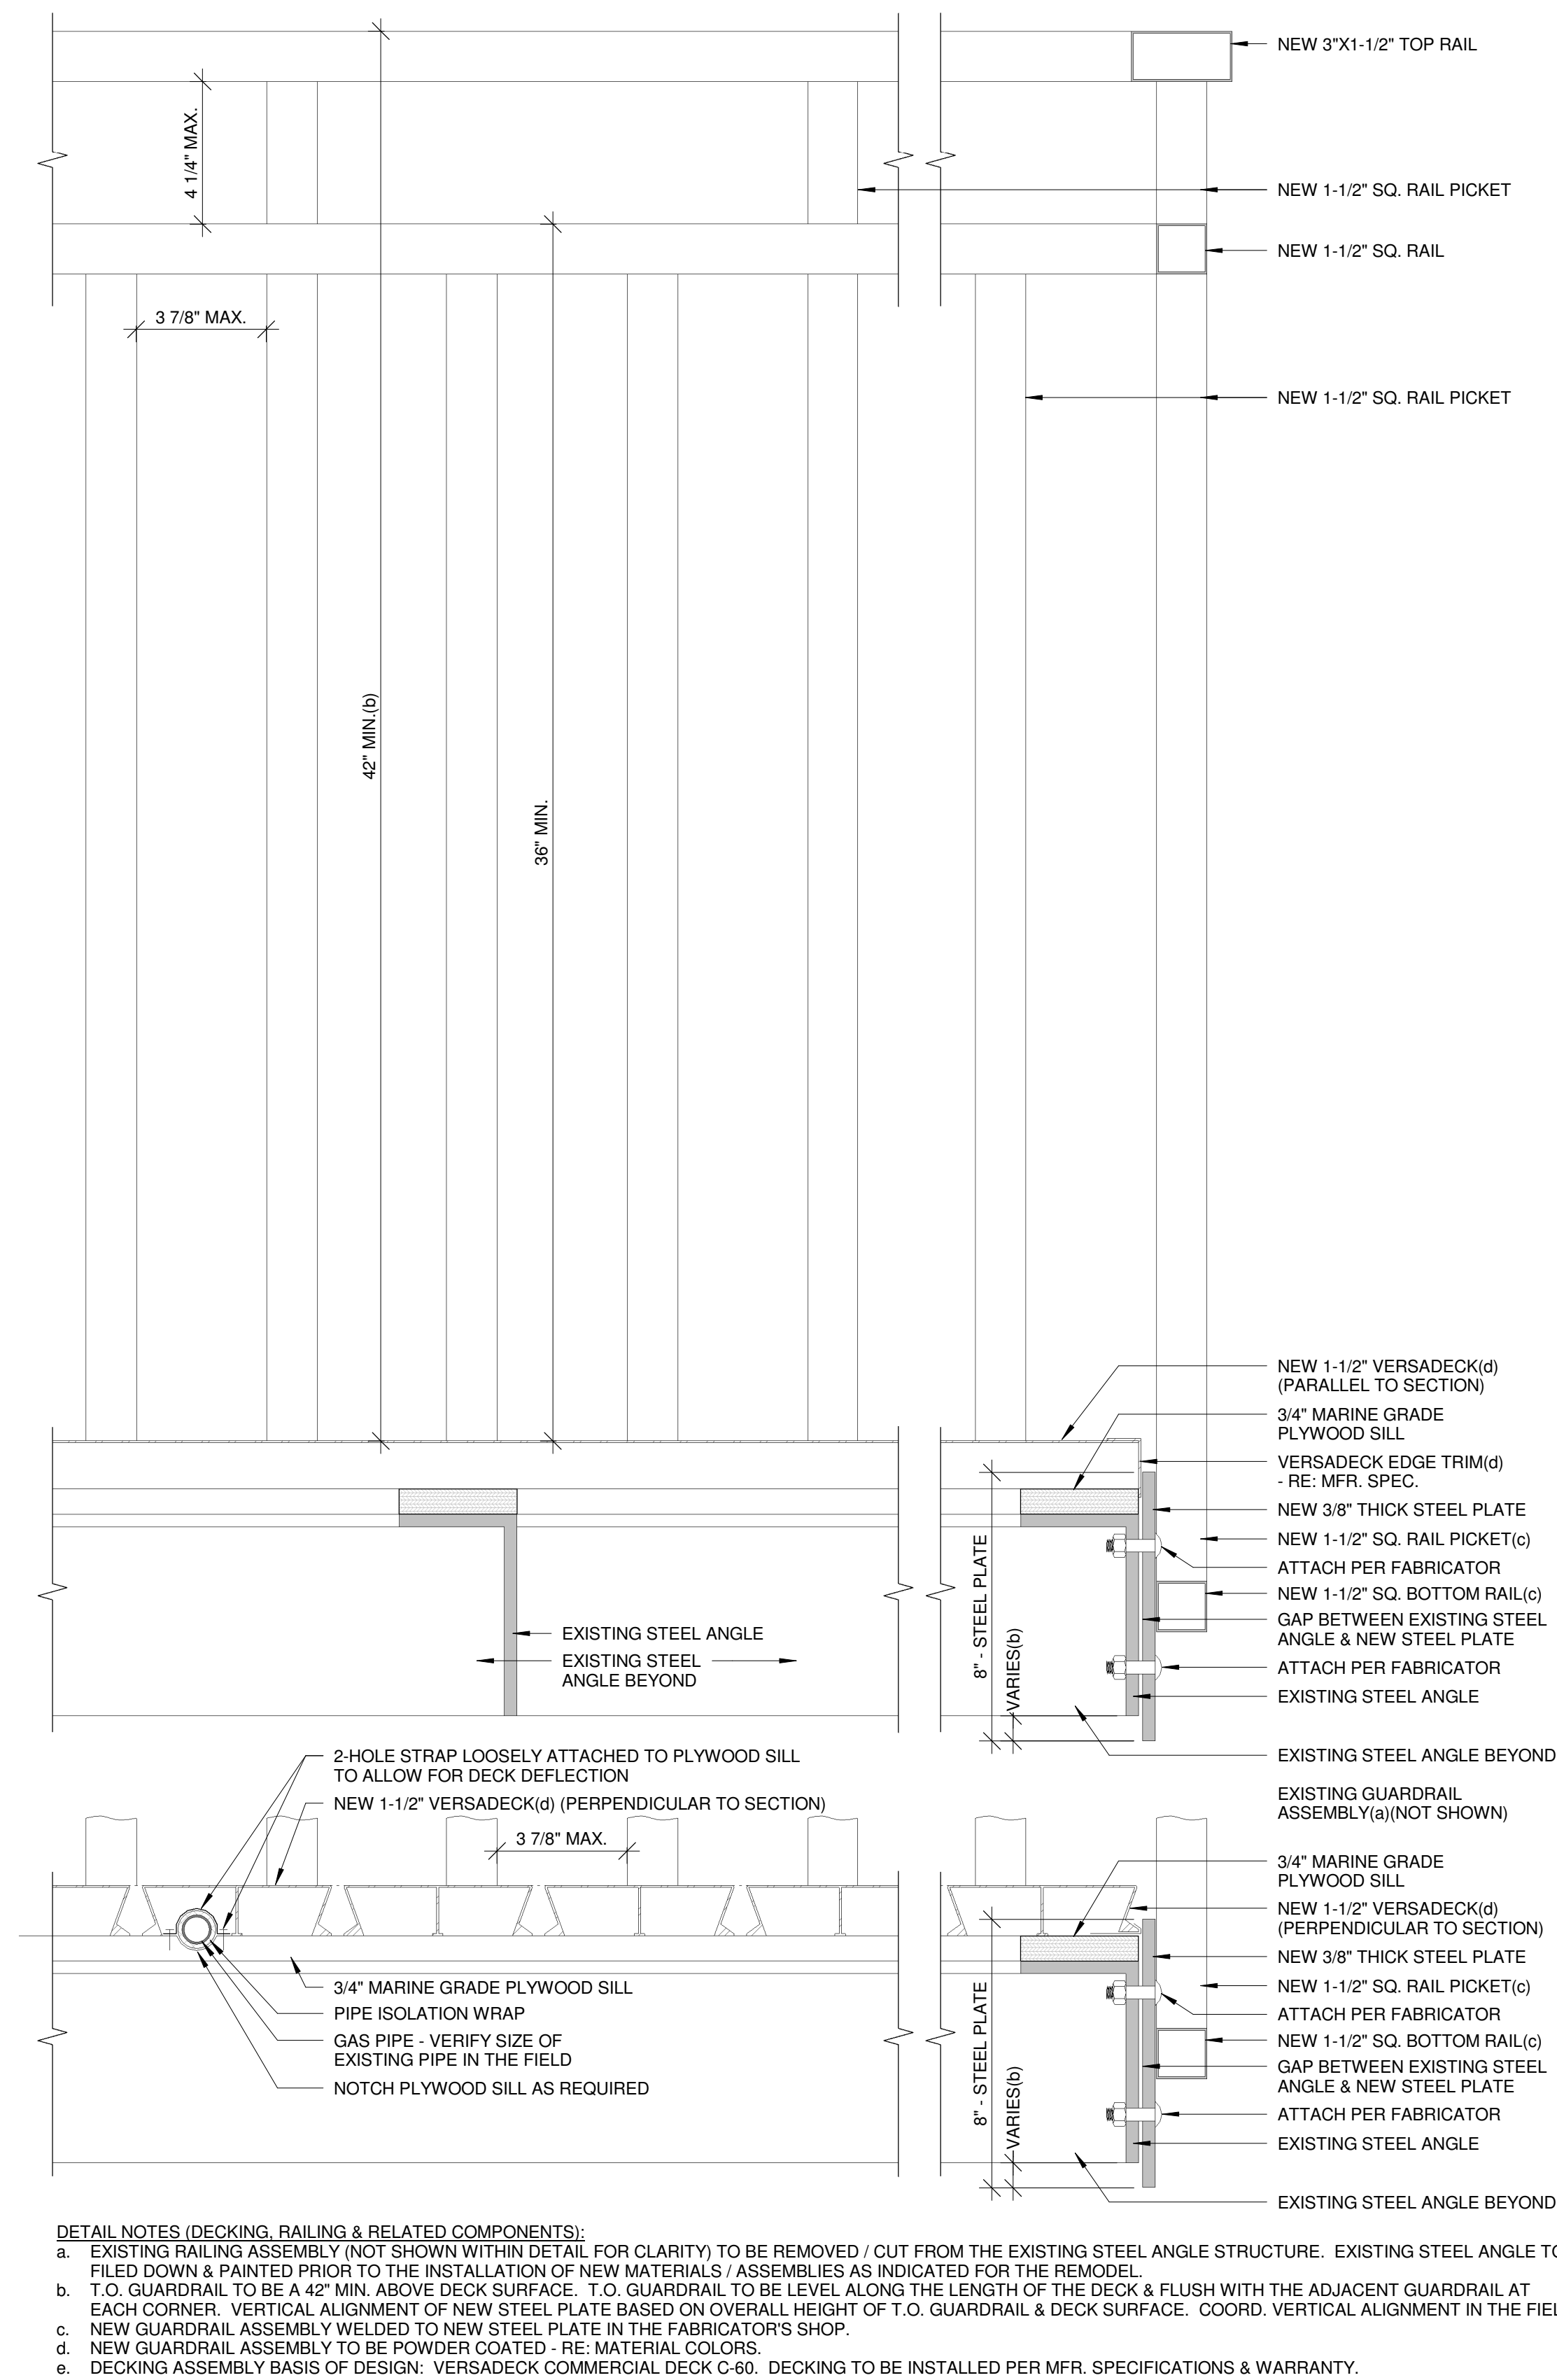 NEW 3"X1-1/2" TOP RAIL
4 1/4" MAX.
NEW 1-1/2" SQ. RAIL PICKET
NEW 1-1/2" SQ. RAIL
3 7/8" MAX.
NEW 1-1/2" SQ. RAIL PICKET
42" MIN.(b)
36" MIN.
NEW 1-1/2" VERSADECK(d)
(PARALLEL TO SECTION)
3/4" MARINE GRADE
PLYWOOD SILL
VERSADECK EDGE TRIM(d)
- RE: MFR. SPEC.
NEW 3/8" THICK STEEL PLATE
NEW 1-1/2" SQ. RAIL PICKET(c)
ATTACH PER FABRICATOR
NEW 1-1/2" SQ. BOTTOM RAIL(c)
GAP BETWEEN EXISTING STEEL
ANGLE & NEW STEEL PLATE
ATTACH PER FABRICATOR
EXISTING STEEL ANGLE
8" - STEEL PLATE
VARIES(b)
EXISTING STEEL ANGLE
EXISTING STEEL
ANGLE BEYOND
EXISTING STEEL ANGLE BEYOND
EXISTING GUARDRAIL
ASSEMBLY(a)(NOT SHOWN)
2-HOLE STRAP LOOSELY ATTACHED TO PLYWOOD SILL
TO ALLOW FOR DECK DEFLECTION
NEW 1-1/2" VERSADECK(d) (PERPENDICULAR TO SECTION)
3 7/8" MAX.
3/4" MARINE GRADE
PLYWOOD SILL
NEW 1-1/2" VERSADECK(d)
(PERPENDICULAR TO SECTION)
NEW 3/8" THICK STEEL PLATE
NEW 1-1/2" SQ. RAIL PICKET(c)
ATTACH PER FABRICATOR
NEW 1-1/2" SQ. BOTTOM RAIL(c)
GAP BETWEEN EXISTING STEEL
ANGLE & NEW STEEL PLATE
ATTACH PER FABRICATOR
EXISTING STEEL ANGLE
EXISTING STEEL ANGLE BEYOND
8" - STEEL PLATE
VARIES(b)
3/4" MARINE GRADE PLYWOOD SILL
PIPE ISOLATION WRAP
GAS PIPE - VERIFY SIZE OF
EXISTING PIPE IN THE FIELD
NOTCH PLYWOOD SILL AS REQUIRED
DETAIL NOTES (DECKING, RAILING & RELATED COMPONENTS):
a. EXISTING RAILING ASSEMBLY (NOT SHOWN WITHIN DETAIL FOR CLARITY) TO BE REMOVED / CUT FROM THE EXISTING STEEL ANGLE STRUCTURE. EXISTING STEEL ANGLE TO
FILED DOWN & PAINTED PRIOR TO THE INSTALLATION OF NEW MATERIALS / ASSEMBLIES AS INDICATED FOR THE REMODEL.
b. T.O. GUARDRAIL TO BE A 42" MIN. ABOVE DECK SURFACE. T.O. GUARDRAIL TO BE LEVEL ALONG THE LENGTH OF THE DECK & FLUSH WITH THE ADJACENT GUARDRAIL AT
EACH CORNER. VERTICAL ALIGNMENT OF NEW STEEL PLATE BASED ON OVERALL HEIGHT OF T.O. GUARDRAIL & DECK SURFACE. COORD. VERTICAL ALIGNMENT IN THE
c. NEW GUARDRAIL ASSEMBLY WELDED TO NEW STEEL PLATE IN THE FABRICATOR'S SHOP.
d. NEW GUARDRAIL ASSEMBLY TO BE POWDER COATED - RE: MATERIAL COLORS.
e. DECKING ASSEMBLY BASIS OF DESIGN: VERSADECK COMMERCIAL DECK C-60. DECKING TO BE INSTALLED PER MFR. SPECIFICATIONS & WARRANTY.